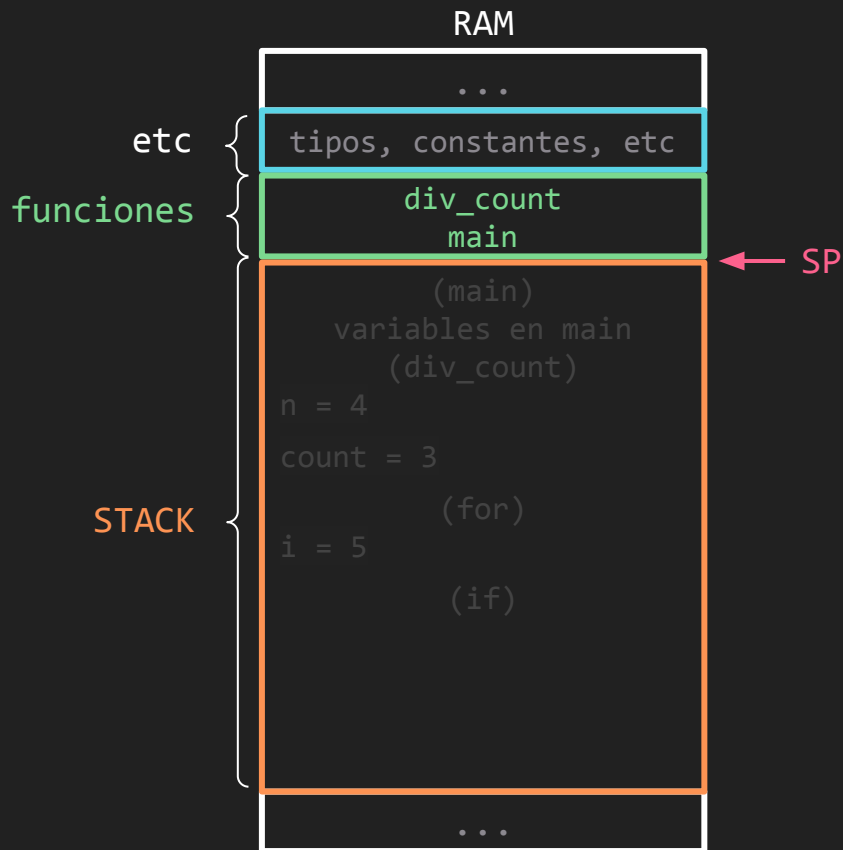 RAM
...
etc
tipos, constantes, etc
funciones
div_count
main
SP
(main)
variables en main
(div_count)
n = 4
count = 3
(for)
STACK
i = 5
(if)
...